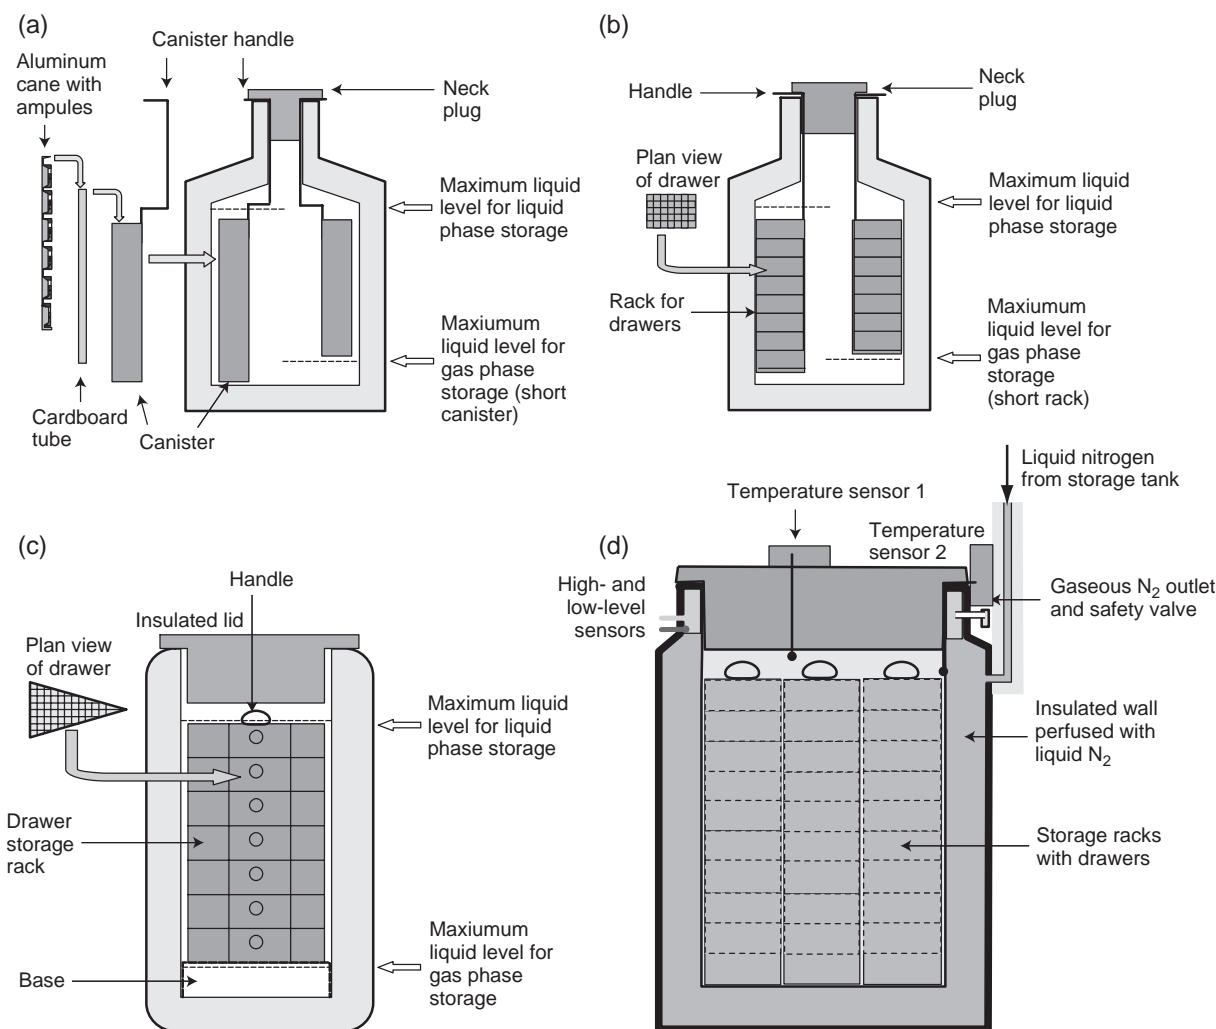 (a)
Canister handle
Aluminum
cane with
ampules
Neck
plug
Maximum liquid
level for liquid
phase storage
Maxiumum
liquid level for
gas phase
storage (short
canister)
Cardboard
tube
Canister
(b)
Handle
Neck
plug
Plan view
of drawer
Maximum liquid
level for liquid
phase storage
Rack for
drawers
Maxiumum
liquid level for
gas phase
storage
(short rack)
(c)
Handle
Insulated lid
Plan view
of drawer
Maximum liquid
level for liquid
phase storage
Drawer
storage
rack
Maxiumum
liquid level for
gas phase
storage
Base
(d)
Liquid nitrogen
from storage tank
Temperature sensor 1
Temperature
sensor 2
High- and
low-level
sensors
Gaseous N₂ outlet
and safety valve
Insulated wall
perfused with
liquid N₂
Storage racks
with drawers